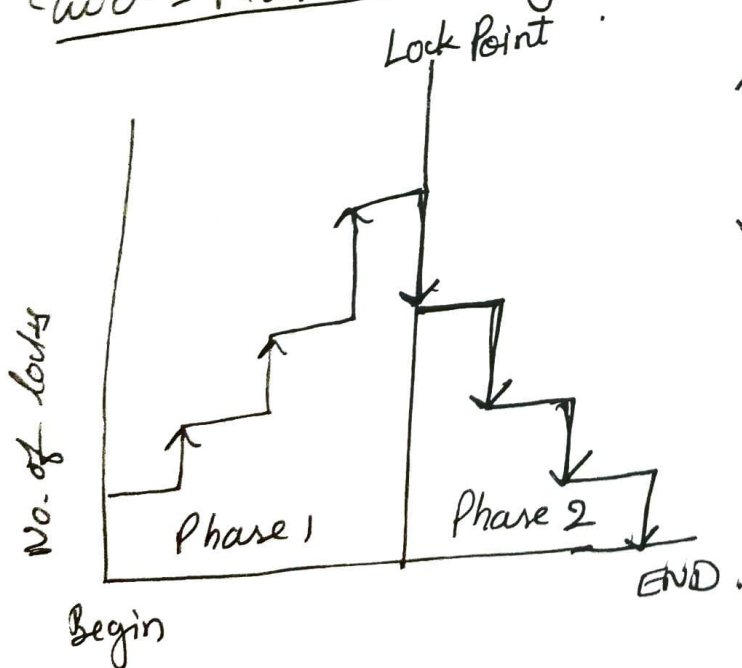 Lock Point
No. of locks
Phase 1
Phase 2
Begin
END.